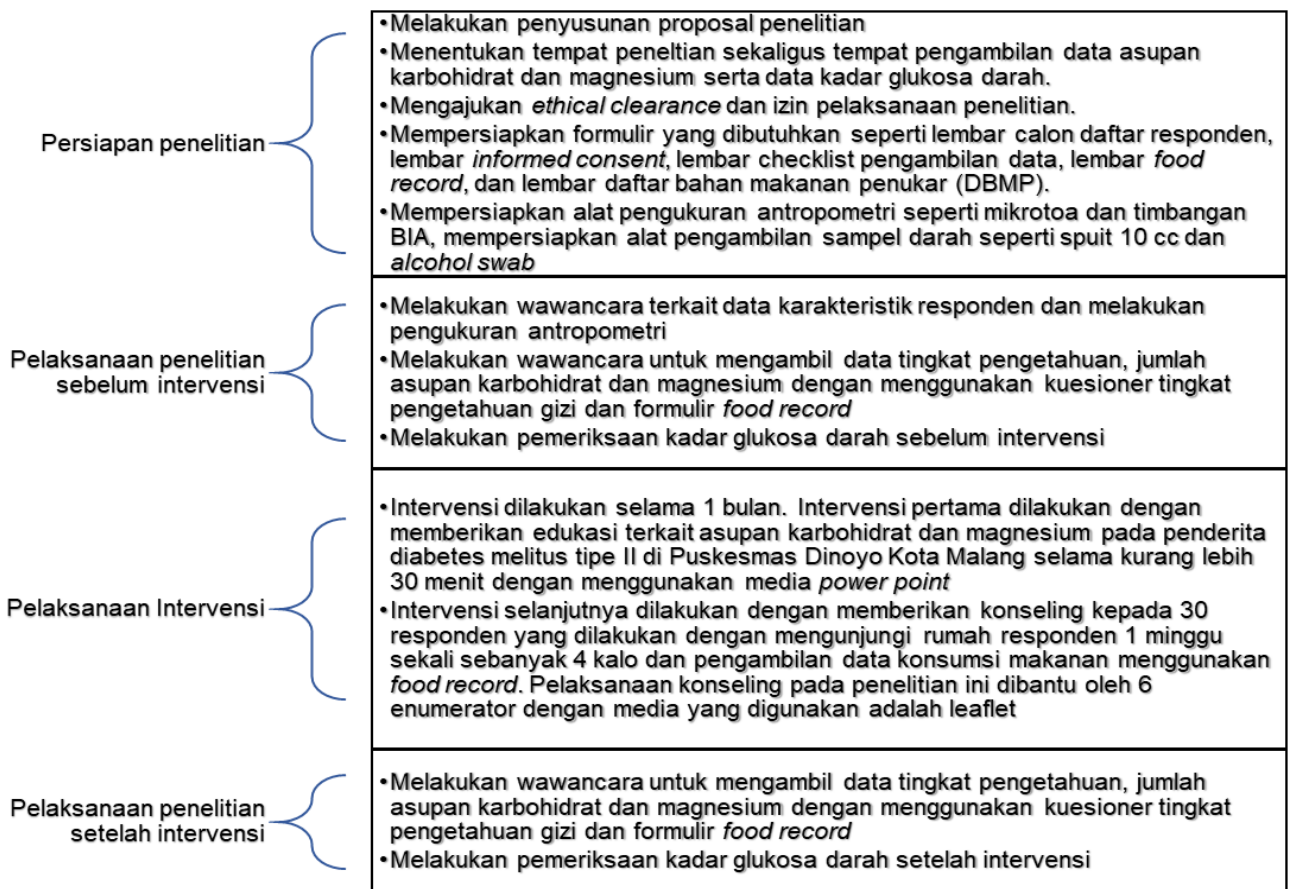 Persiapan penelitian
•Melakukan penyusunan proposal penelitian
•Menentukan tempat peneltian sekaligus tempat pengambilan data asupan
karbohidrat dan magnesium serta data kadar glukosa darah.
•Mengajukan ethical clearance dan izin pelaksanaan penelitian.
•Mempersiapkan formulir yang dibutuhkan seperti lembar calon daftar responden,
lembar informed consent, lembar checklist pengambilan data, lembar food
record, dan lembar daftar bahan makanan penukar (DBMP).
•Mempersiapkan alat pengukuran antropometri seperti mikrotoa dan timbangan
BIA, mempersiapkan alat pengambilan sampel darah seperti spuit 10 cc dan
alcohol swab
Pelaksanaan penelitian
sebelum intervensi
•Melakukan wawancara terkait data karakteristik responden dan melakukan
pengukuran antropometri
•Melakukan wawancara untuk mengambil data tingkat pengetahuan, jumlah
asupan karbohidrat dan magnesium dengan menggunakan kuesioner tingkat
pengetahuan gizi dan formulir food record
•Melakukan pemeriksaan kadar glukosa darah sebelum intervensi
Pelaksanaan Intervensi
•Intervensi dilakukan selama 1 bulan. Intervensi pertama dilakukan dengan
memberikan edukasi terkait asupan karbohidrat dan magnesium pada penderita
diabetes melitus tipe II di Puskesmas Dinoyo Kota Malang selama kurang lebih
30 menit dengan menggunakan media power point
•Intervensi selanjutnya dilakukan dengan memberikan konseling kepada 30
responden yang dilakukan dengan mengunjungi rumah responden 1 minggu
sekali sebanyak 4 kalo dan pengambilan data konsumsi makanan menggunakan
food record. Pelaksanaan konseling pada penelitian ini dibantu oleh 6
enumerator dengan media yang digunakan adalah leaflet
Pelaksanaan penelitian
setelah intervensi
•Melakukan wawancara untuk mengambil data tingkat pengetahuan, jumlah
asupan karbohidrat dan magnesium dengan menggunakan kuesioner tingkat
pengetahuan gizi dan formulir food record
•Melakukan pemeriksaan kadar glukosa darah setelah intervensi